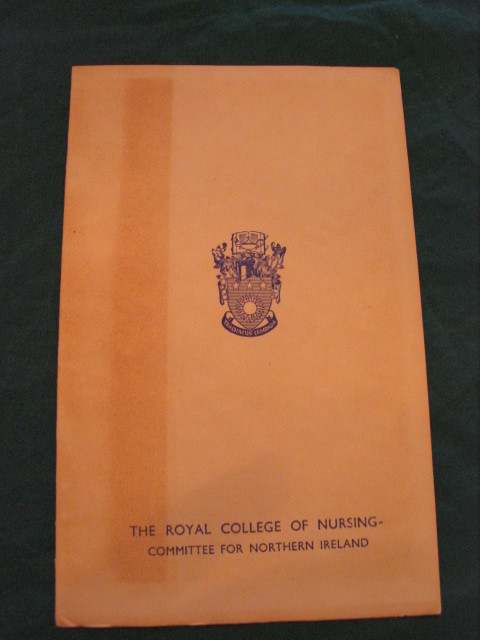 THE ROYAL COLLEGE OF NURSING-
COMMITTEE FOR NORTHERN IRELAND